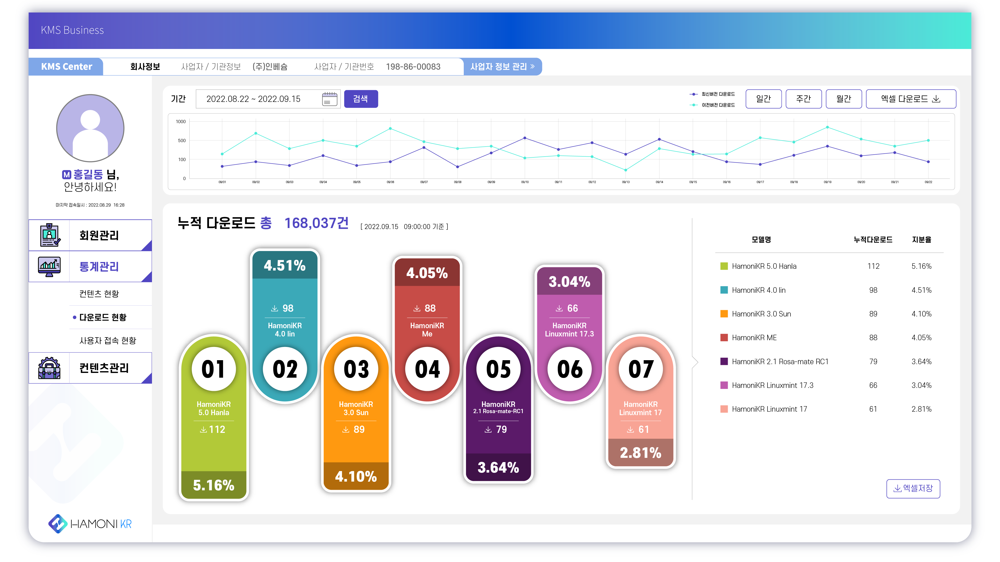 KMS Business
KMS Center
회사정보 사업자 / 기관정보 (주)인베슘 사업자 / 기관번호 198-86-00083
사업자 정보 관리 »
M 홍길동 님,
안녕하세요!
마지막 접속일시 : 2022.08.29 16:28
회원관리
통계관리
컨텐츠 현황
• 다운로드 현황
사용자 접속 현황
컨텐츠관리
HAMONI KR
기간 2022.08.22 ~ 2022.09.15 검색
최신버전 다운로드
이전버전 다운로드
일간 주간 월간 엑셀 다운로드
1000
500
100
0
09/01 09/02 09/03 09/04 09/05 09/06 09/07 09/08 09/09 09/10 09/11 09/12 09/13 09/14 09/15 09/16 09/17 09/18 09/19 09/20 09/21 09/22
누적 다운로드 총 168,037건 [ 2022.09.15 09:00:00 기준 ]
01
HamoniKR
5.0 Hanla
112
5.16%
4.51%
98
HamoniKR
4.0 lin
02
03
HamoniKR
3.0 Sun
89
4.10%
4.05%
88
HamoniKR
Me
04
05
HamoniKR
2.1 Rosa-mate-RC1
79
3.64%
3.04%
66
HamoniKR
Linuxmint 17.3
06
07
HamoniKR
Linuxmint 17
61
2.81%
모델명 누적다운로드 지분율
HamoniKR 5.0 Hanla 112 5.16%
HamoniKR 4.0 lin 98 4.51%
HamoniKR 3.0 Sun 89 4.10%
HamoniKR ME 88 4.05%
HamoniKR 2.1 Rosa-mate RC1 79 3.64%
HamoniKR Linuxmint 17.3 66 3.04%
HamoniKR Linuxmint 17 61 2.81%
엑셀저장